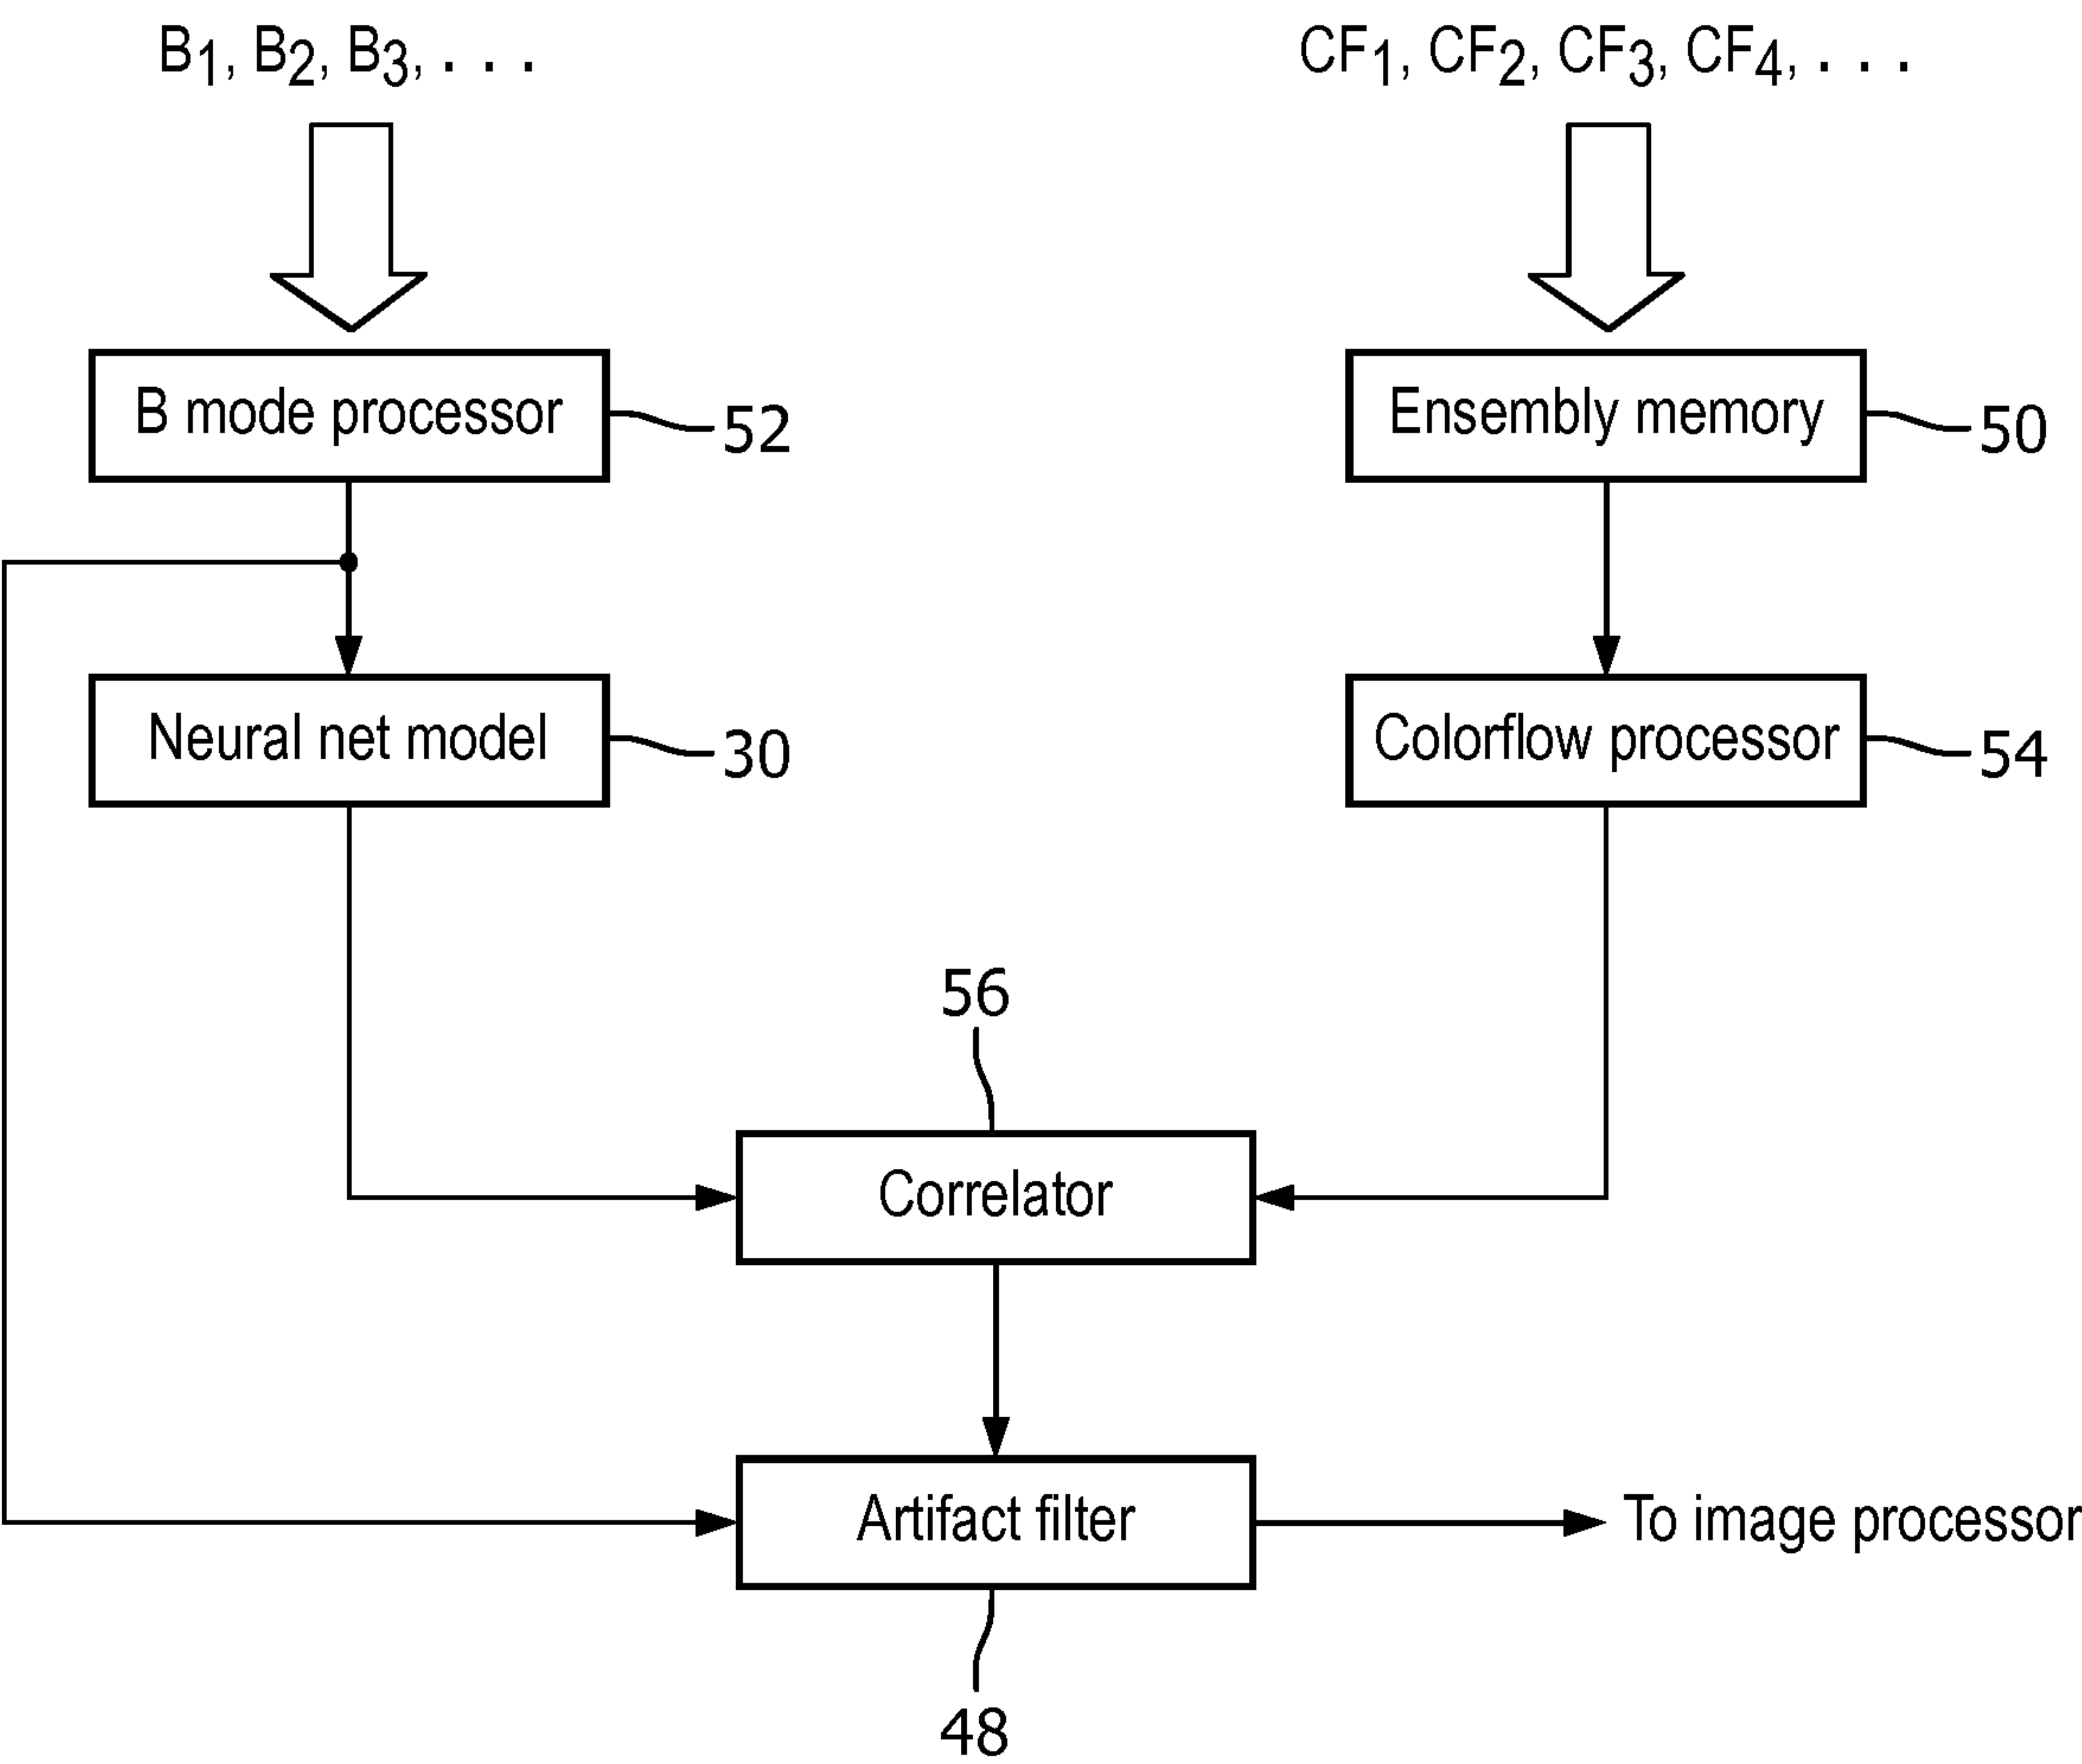 B1, B2, B3, . . .
CF1, CF2, CF3, CF4, . . .
B mode processor
52
Ensembly memory
50
Neural net model
30
Colorflow processor
54
56
Correlator
Artifact filter
To image processor
48